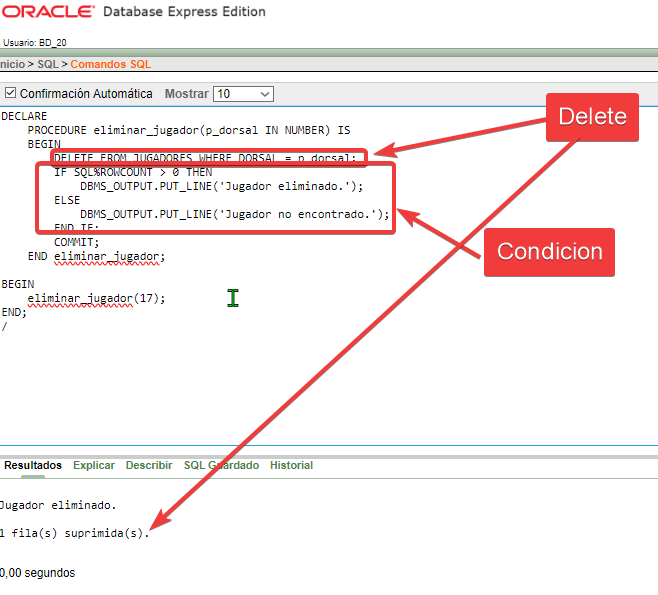 ORACLE® Database Express Edition
Usuario: BD_20
nicio > SQL > Comandos SQL
Confirmación Automática Mostrar 10
DECLARE
PROCEDURE eliminar_jugador(p_dorsal IN NUMBER) IS
BEGIN
DELETE FROM JUGADORES WHERE DORSAL = p_dorsal;
IF SQL%ROWCOUNT > 0 THEN
DBMS_OUTPUT.PUT_LINE('Jugador eliminado.');
ELSE
DBMS_OUTPUT.PUT_LINE('Jugador no encontrado.');
END IF;
COMMIT;
END eliminar_jugador;
BEGIN
eliminar_jugador(17);
END;
/
Delete
Condicion
Resultados Explicar Describir SQL Guardado Historial
Jugador eliminado.
1 fila(s) suprimida(s).
0,00 segundos